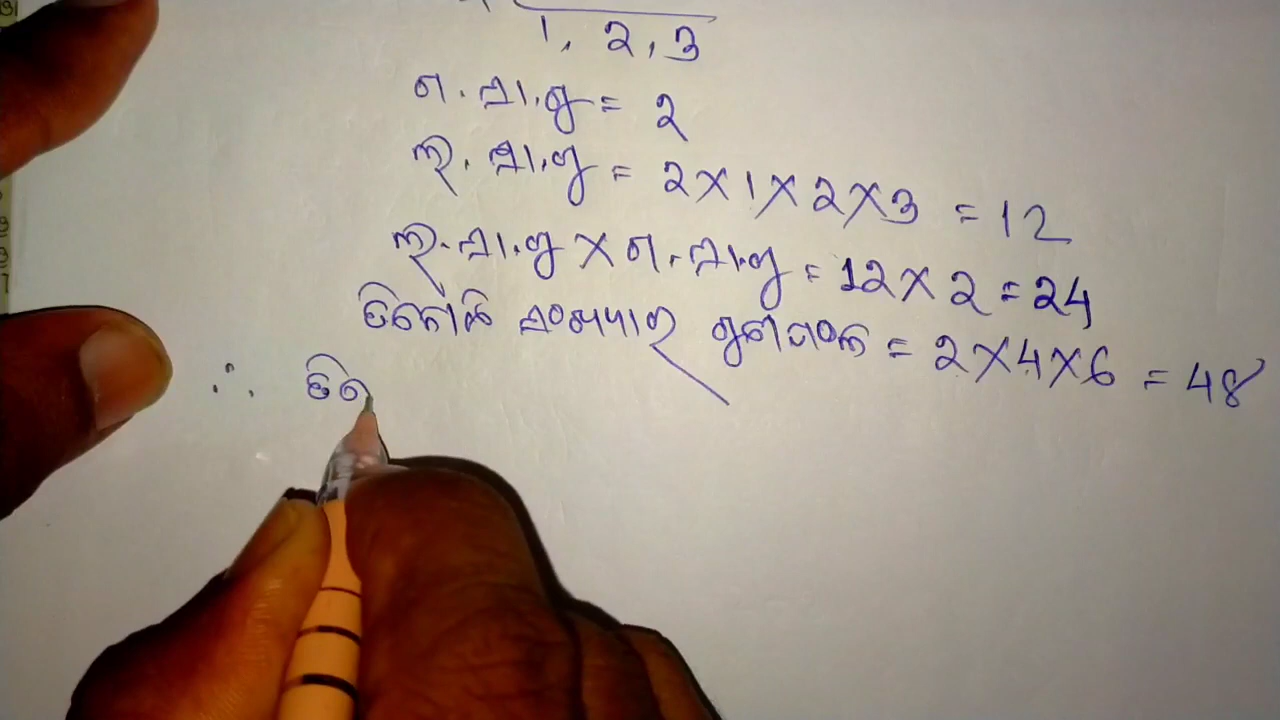 1, 2, 3
ଗ. ସା.ଗୁ = 2
ଲ. ସା.ଗୁ = 2 × 1 × 2 × 3 = 12
ଲ. ସା.ଗୁ × ଗ. ସା.ଗୁ = 12 × 2 = 24
ତିନୋଟି ସଂଖ୍ୟାର ଗୁଣଫଳ = 2 × 4 × 6 = 48
∴ ତିନ